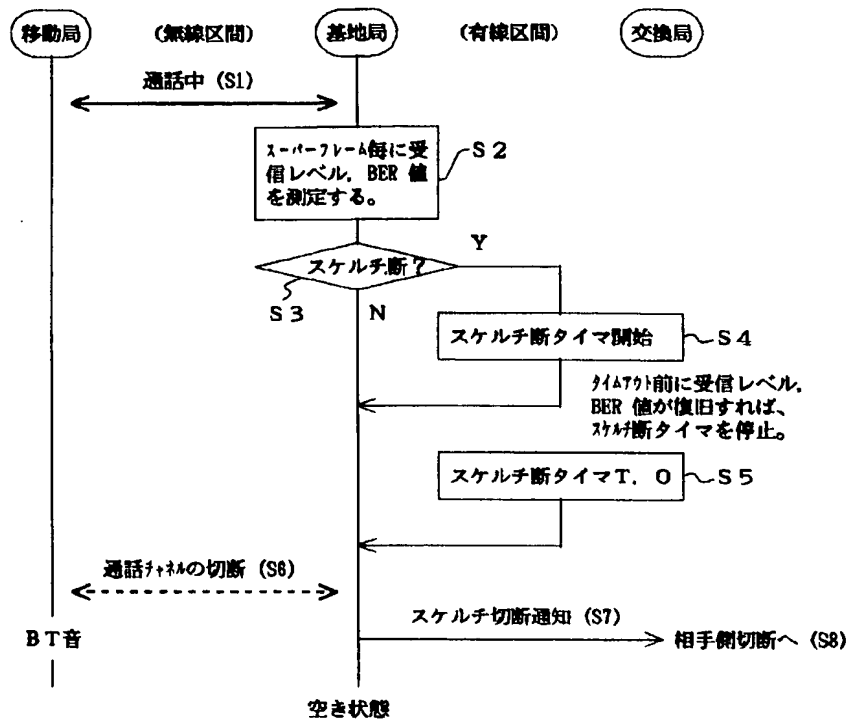 移動局 (無線区間) 基地局 (有線区間) 交換局
通話中 (S1)
スーパーフレーム毎に受
信レベル, BER 値
を測定する。
S2
スケルチ断?
Y
S3
N
スケルチ断タイマ開始
S4
タイムアウト前に受信レベル,
BER 値が復旧すれば、
スケルチ断タイマを停止。
スケルチ断タイマT. O
S5
通話チャネルの切断 (S6)
スケルチ切断通知 (S7)
BT音
相手側切断へ (S8)
空き状態